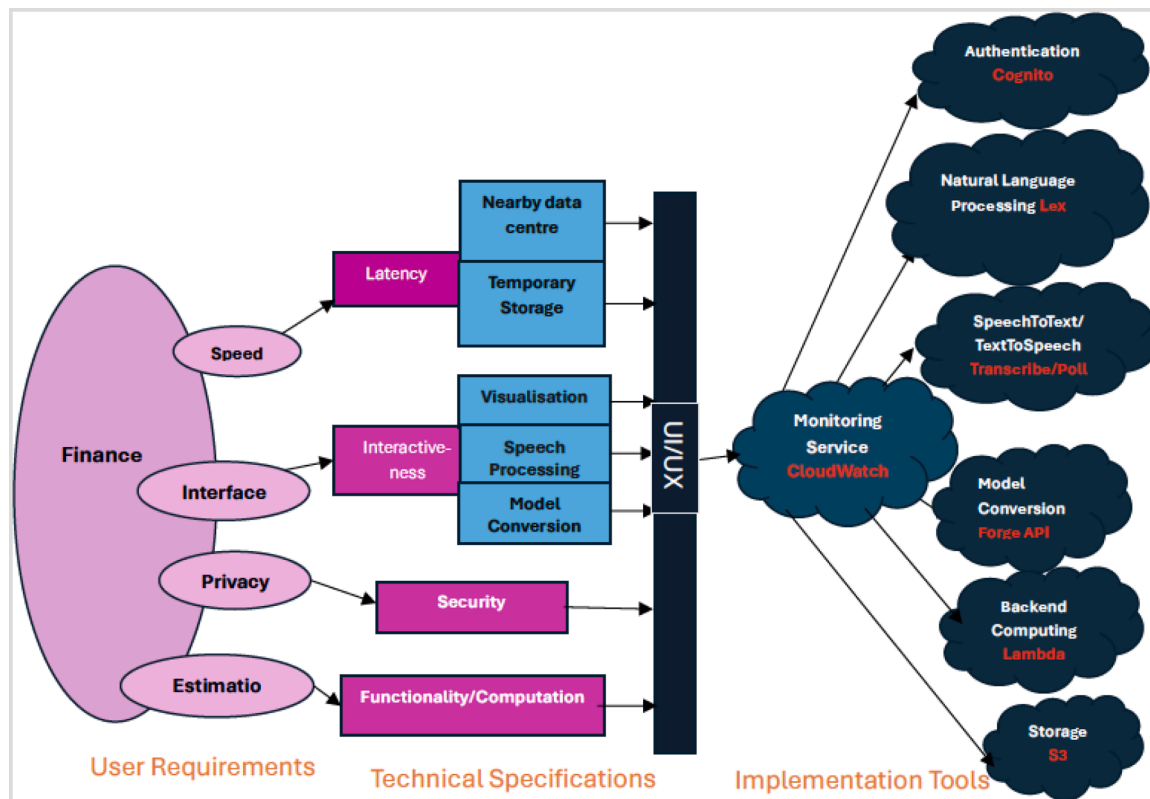 Finance
Speed
Interface
Privacy
Estimatio
User Requirements
Latency
Nearby data
centre
Temporary
Storage
Interactive-
ness
Visualisation
Speech
Processing
Model
Conversion
Security
Functionality/Computation
Technical Specifications
UI/UX
Monitoring
Service
CloudWatch
Authentication
Cognito
Natural Language
Processing Lex
SpeechToText/
TextToSpeech
Transcribe/Poll
Model
Conversion
Forge API
Backend
Computing
Lambda
Storage
S3
Implementation Tools